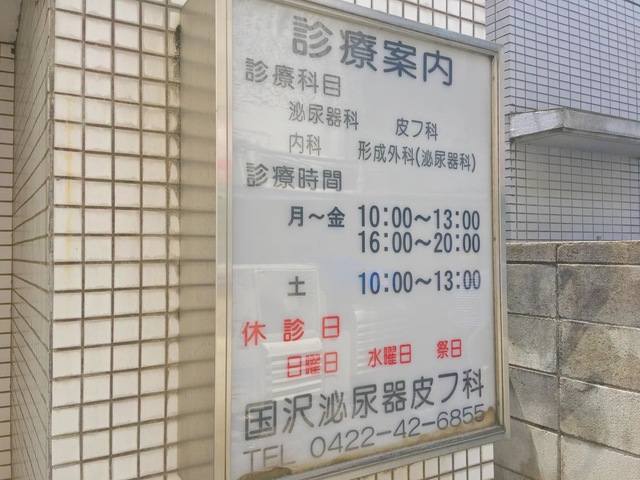 診療案内
診療科目
泌尿器科 皮フ科
内科 形成外科(泌尿器科)
診療時間
月～金 10:00～13:00
16:00～20:00
土 10:00～13:00
休診日
日曜日 水曜日 祭日
国沢泌尿器皮フ科
TEL 0422-42-6855